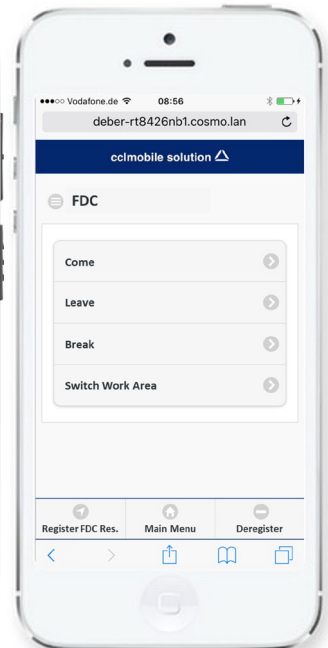 Vodafone.de 08:56
deber-rt8426nb1.cosmo.lan
cclmobile solution
FDC
Come
Leave
Break
Switch Work Area
Register FDC Res. Main Menu Deregister